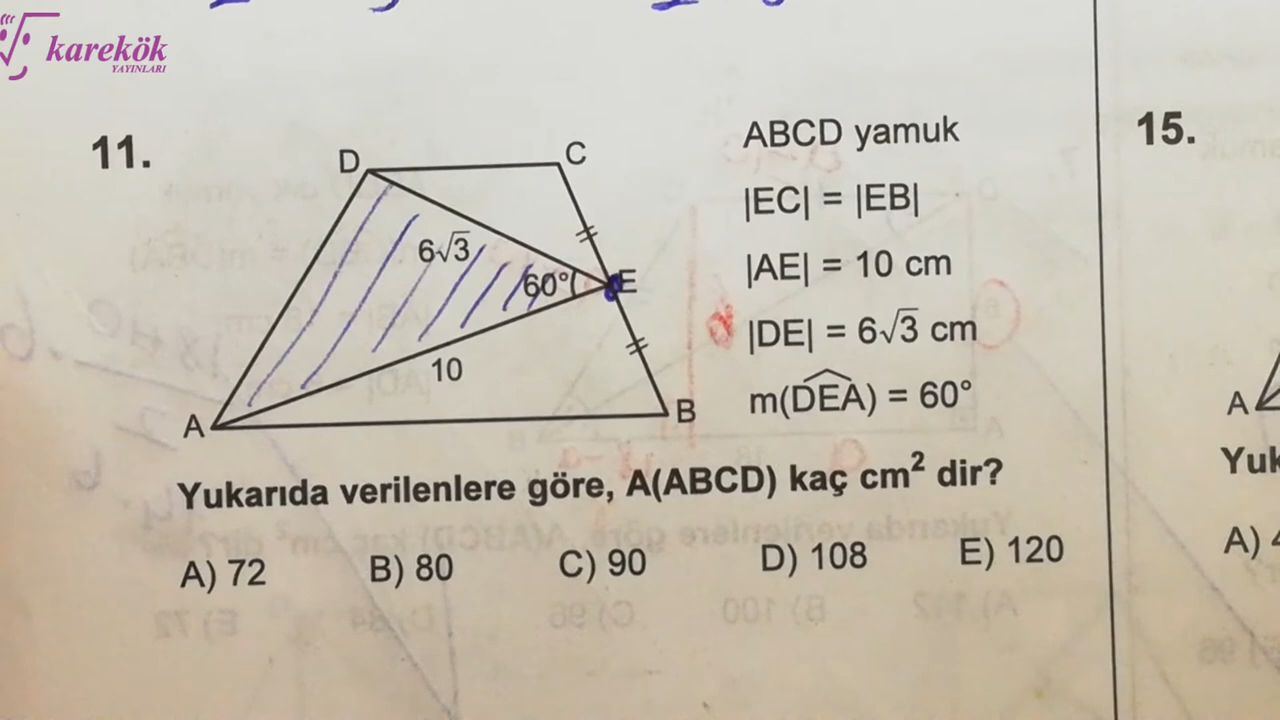 karekök
YAYINLARI
11.
D
C
6√3
60°
E
10
A
B
ABCD yamuk
|EC| = |EB|
|AE| = 10 cm
|DE| = 6√3 cm
m(DEA) = 60°
Yukarıda verilenlere göre, A(ABCD) kaç cm² dir?
A) 72 B) 80 C) 90 D) 108 E) 120
15.
A
A)